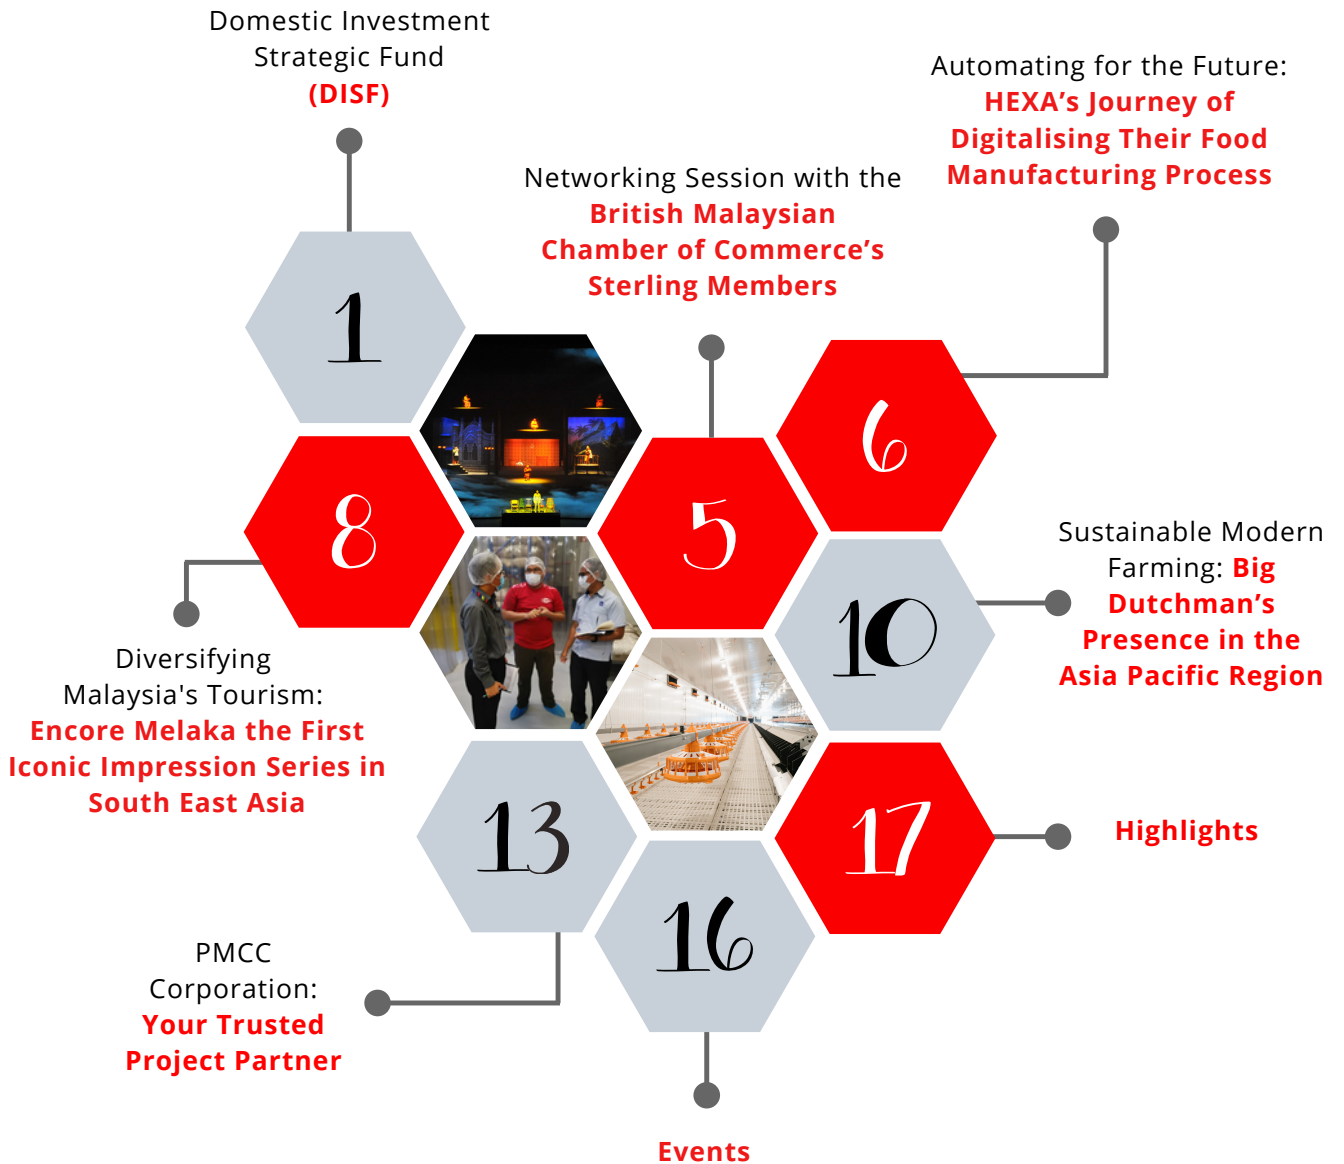 Domestic Investment
Strategic Fund
(DISF)
1
Networking Session with the
British Malaysian
Chamber of Commerce’s
Sterling Members
5
Automating for the Future:
HEXA’s Journey of
Digitalising Their Food
Manufacturing Process
6
8
Diversifying
Malaysia's Tourism:
Encore Melaka the First
Iconic Impression Series in
South East Asia
10
Sustainable Modern
Farming: Big
Dutchman’s
Presence in the
Asia Pacific Region
13
PMCC
Corporation:
Your Trusted
Project Partner
16
Events
17
Highlights